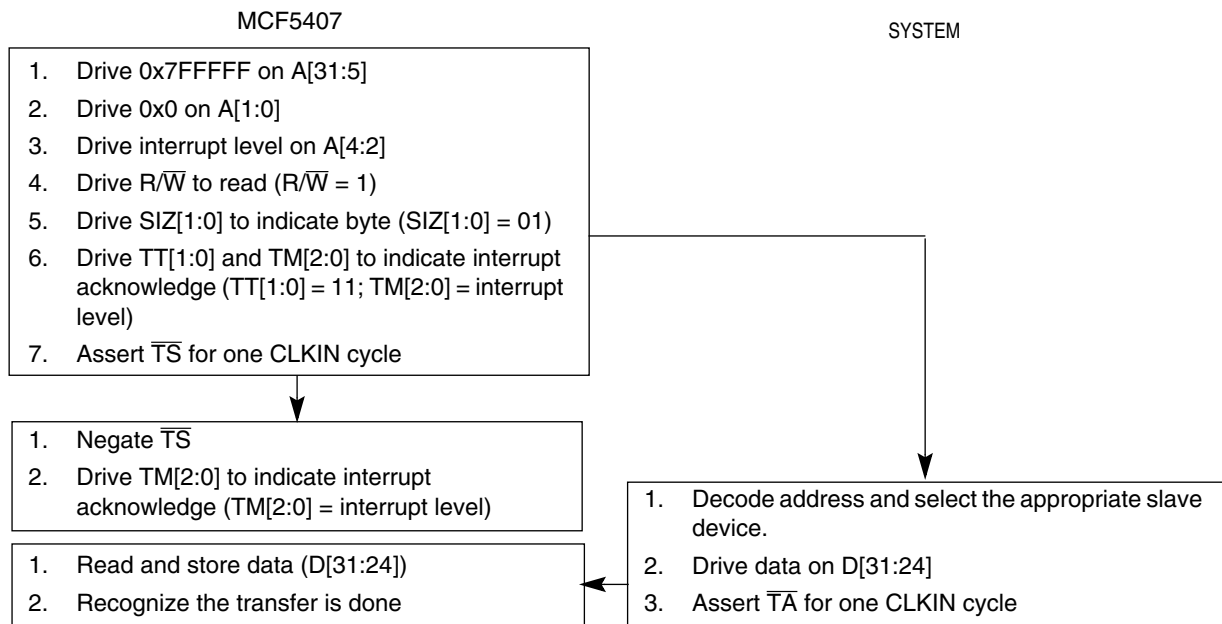 MCF5407
SYSTEM
1. Drive 0x7FFFFF on A[31:5]
2. Drive 0x0 on A[1:0]
3. Drive interrupt level on A[4:2]
4. Drive R/W̅ to read (R/W̅ = 1)
5. Drive SIZ[1:0] to indicate byte (SIZ[1:0] = 01)
6. Drive TT[1:0] and TM[2:0] to indicate interrupt
acknowledge (TT[1:0] = 11; TM[2:0] = interrupt
level)
7. Assert T̅S̅ for one CLKIN cycle
1. Negate T̅S̅
2. Drive TM[2:0] to indicate interrupt
acknowledge (TM[2:0] = interrupt level)
1. Decode address and select the appropriate slave
device.
2. Drive data on D[31:24]
3. Assert T̅A̅ for one CLKIN cycle
1. Read and store data (D[31:24])
2. Recognize the transfer is done